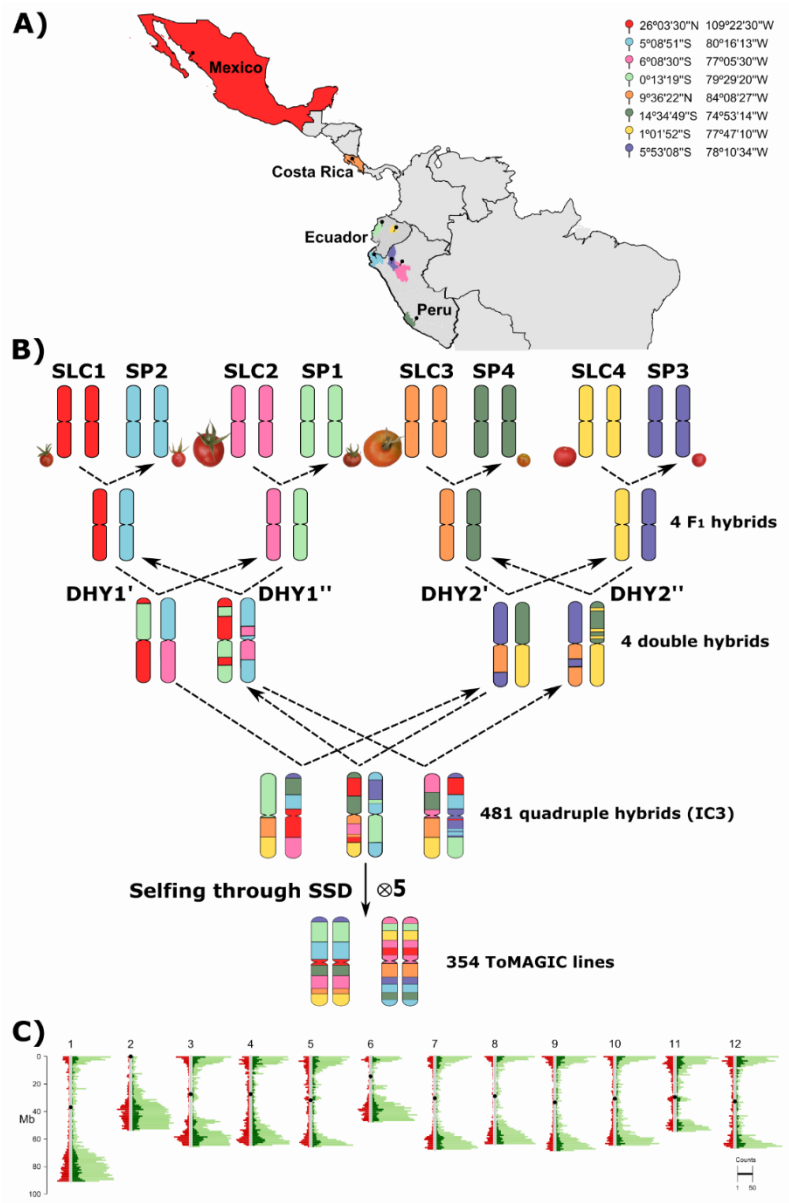 A)
26º03'30"N 109º22'30"W
5º08'51"S 80º16'13"W
6º08'30"S 77º05'30"W
0º13'19"S 79º29'20"W
9º36'22"N 84º08'27"W
14º34'49"S 74º53'14"W
1º01'52"S 77º47'10"W
5º53'08"S 78º10'34"W
Mexico
Costa Rica
Ecuador
Peru
B)
SLC1 SP2 SLC2 SP1 SLC3 SP4 SLC4 SP3
4 F1 hybrids
DHY1' DHY1'' DHY2' DHY2''
4 double hybrids
481 quadruple hybrids (IC3)
Selfing through SSD ⊗5
354 ToMAGIC lines
C)
1 2 3 4 5 6 7 8 9 10 11 12
0
20
40
Mb
60
80
100
Counts
1 50